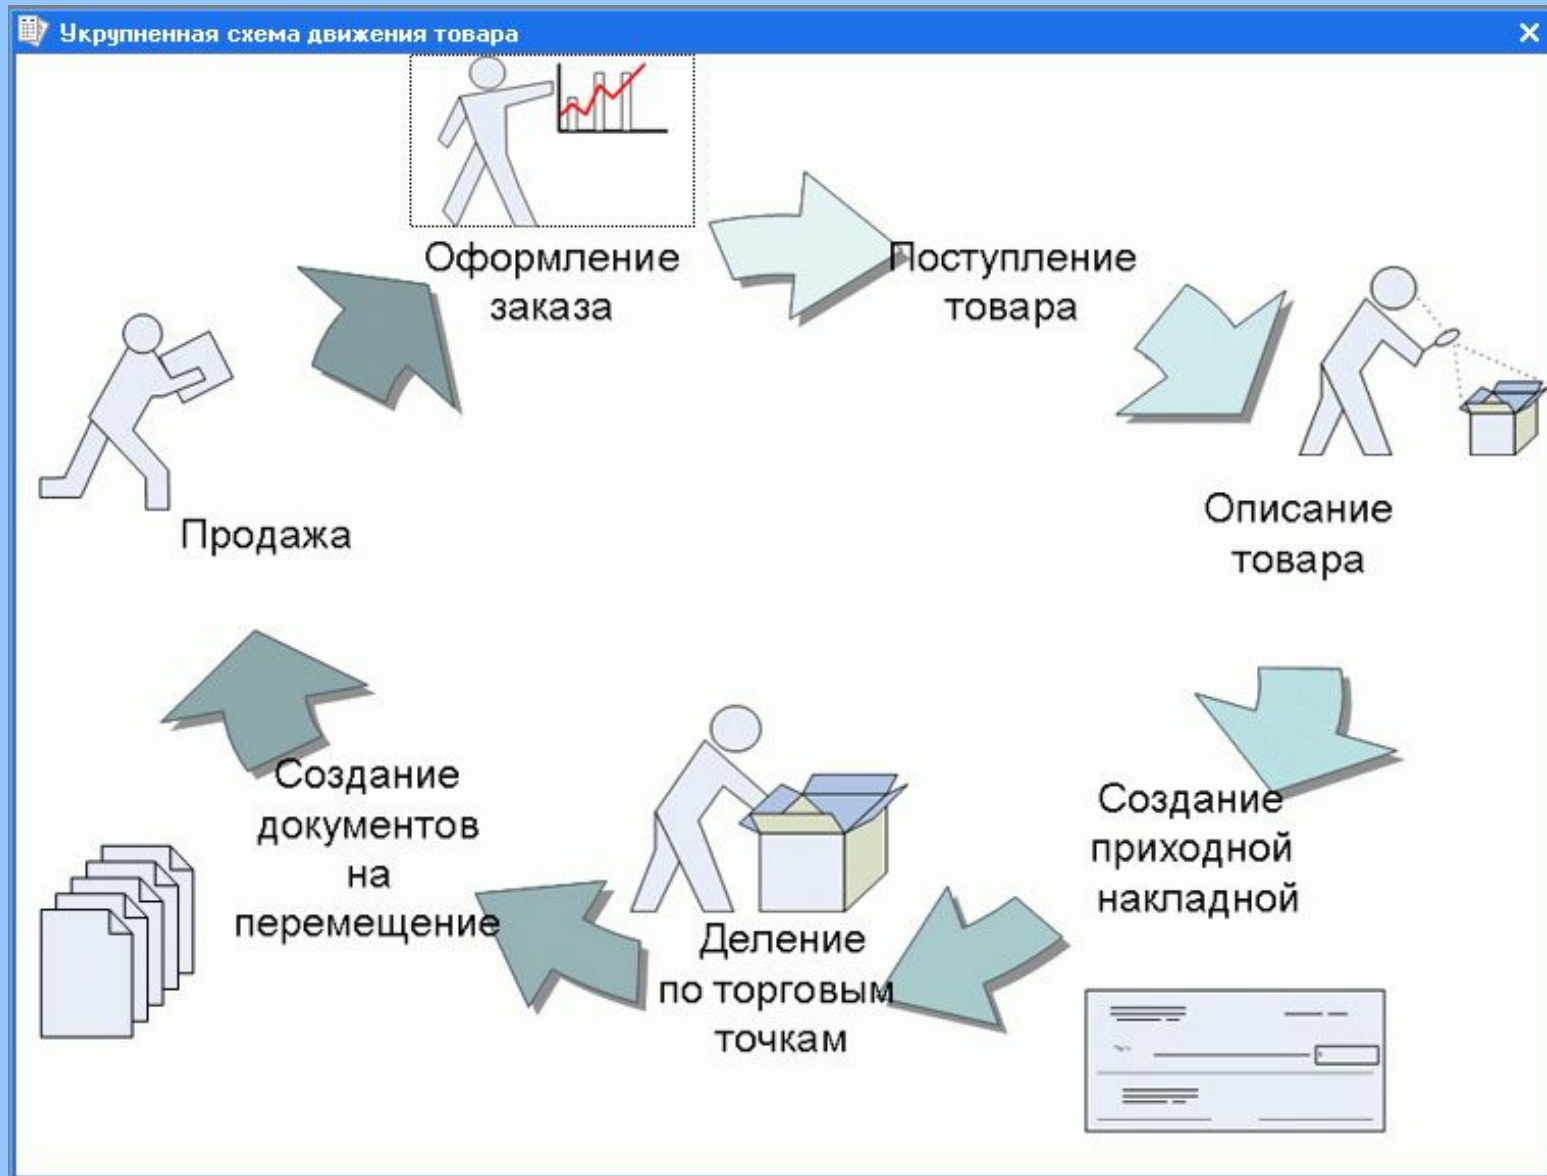 Укрупненная схема движения товара
Оформление
заказа
Поступление
товара
Описание
товара
Создание
приходной
накладной
Деление
по торговым
точкам
Создание
документов
на
перемещение
Продажа